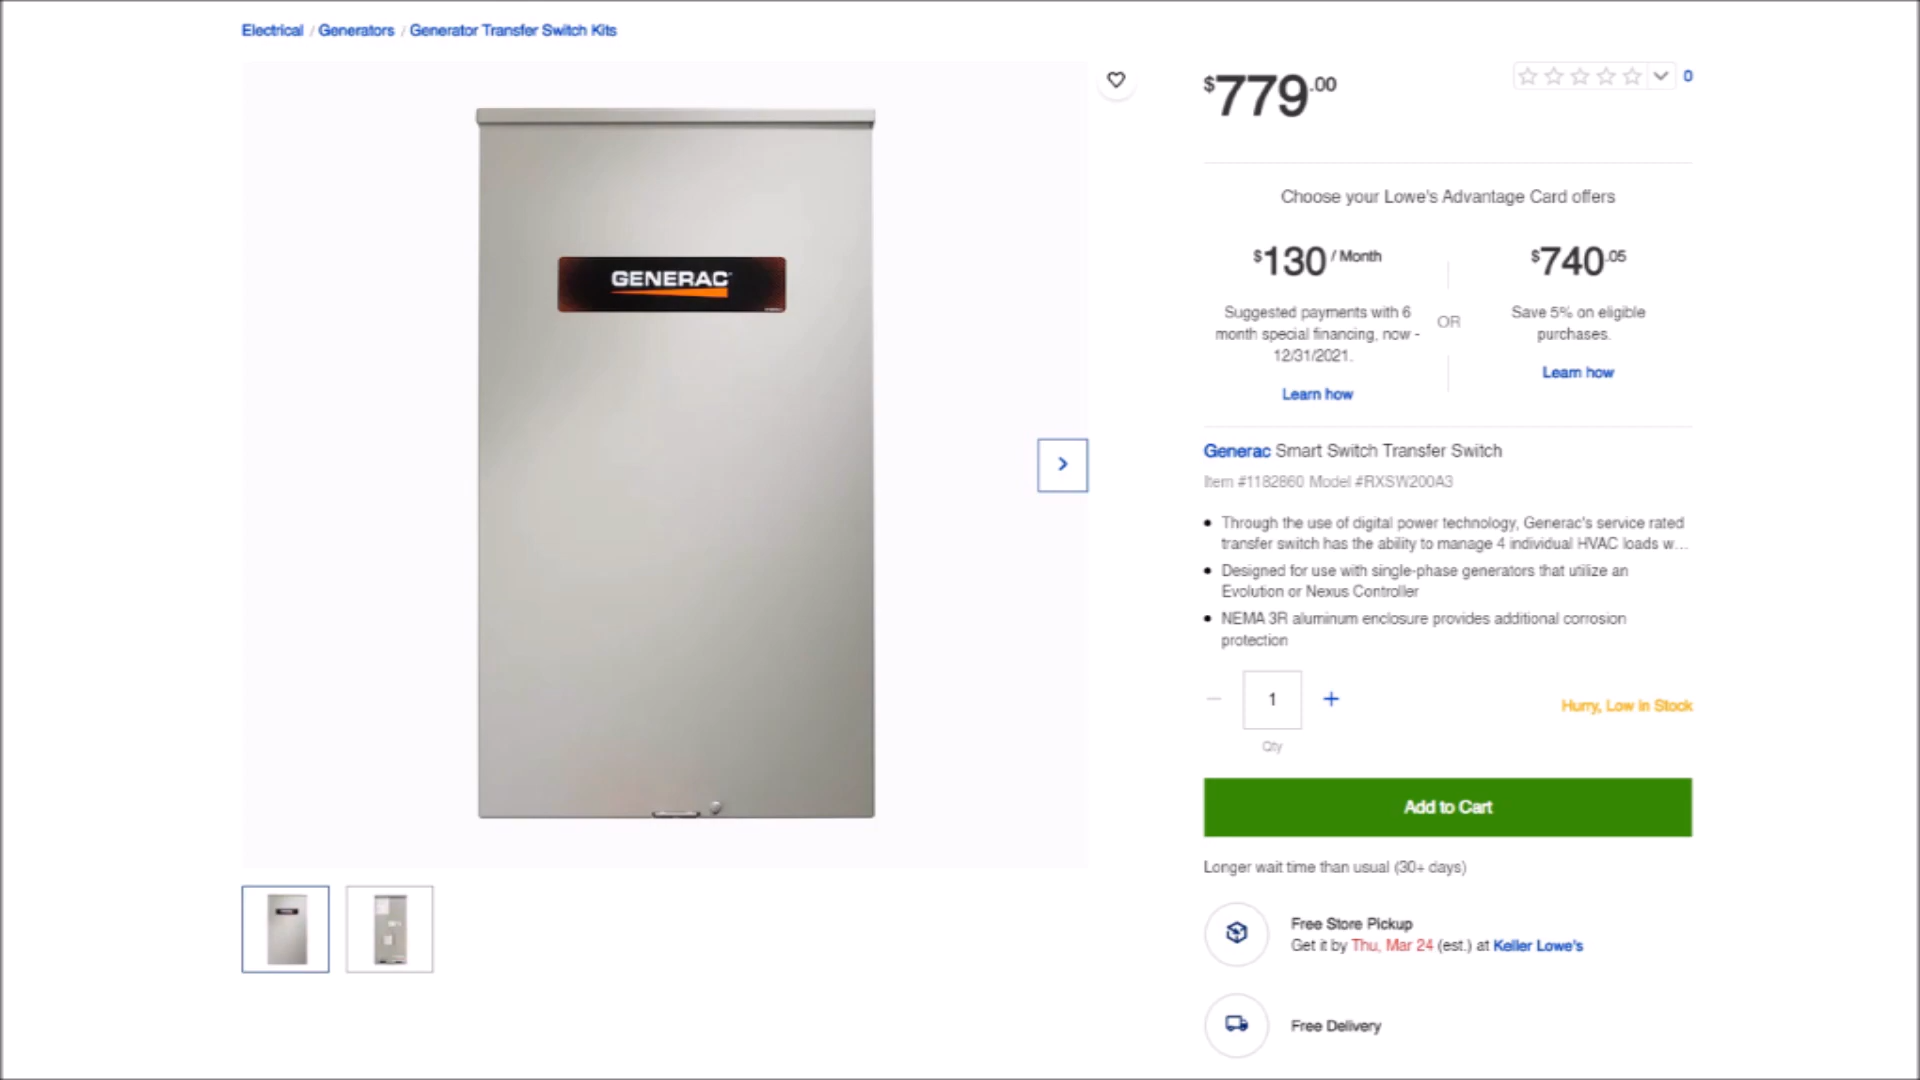 Electrical / Generators / Generator Transfer Switch Kits
GENERAC
$779.00
0
Choose your Lowe's Advantage Card offers
$130 / Month
Suggested payments with 6
month special financing, now -
12/31/2021.
Learn how
OR
$740.05
Save 5% on eligible
purchases.
Learn how
Generac Smart Switch Transfer Switch
Item #1182860 Model #RXSW200A3
• Through the use of digital power technology, Generac's service rated
transfer switch has the ability to manage 4 individual HVAC loads w...
• Designed for use with single-phase generators that utilize an
Evolution or Nexus Controller
• NEMA 3R aluminum enclosure provides additional corrosion
protection
1
Qty
Hurry, Low in Stock
Add to Cart
Longer wait time than usual (30+ days)
Free Store Pickup
Get it by Thu, Mar 24 (est.) at Keller Lowe's
Free Delivery